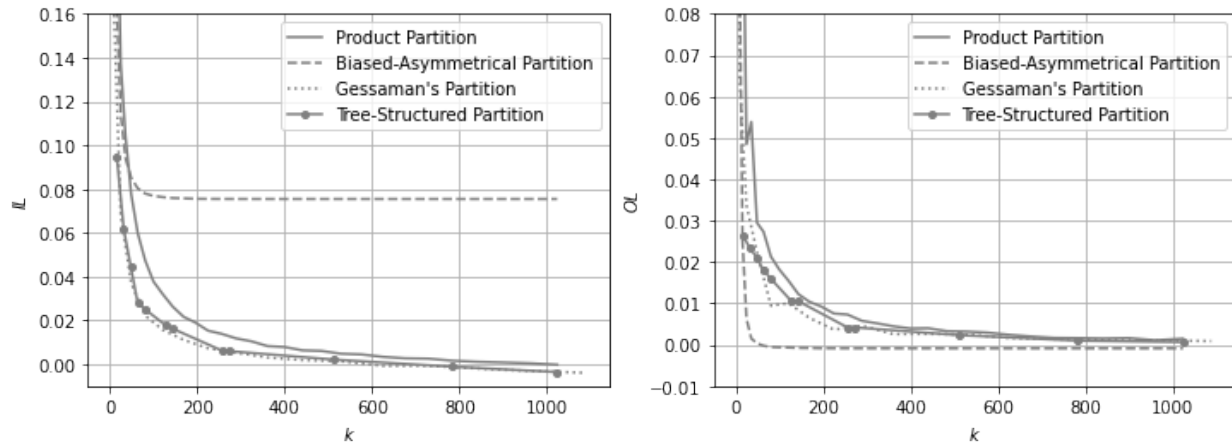 0.16
0.14
0.12
0.10
0.08
0.06
0.04
0.02
0.00
IL
0
200
400
600
800
1000
k
Product Partition
Biased-Asymmetrical Partition
Gessaman's Partition
Tree-Structured Partition
0.08
0.07
0.06
0.05
0.04
0.03
0.02
0.01
0.00
−0.01
OL
0
200
400
600
800
1000
k
Product Partition
Biased-Asymmetrical Partition
Gessaman's Partition
Tree-Structured Partition